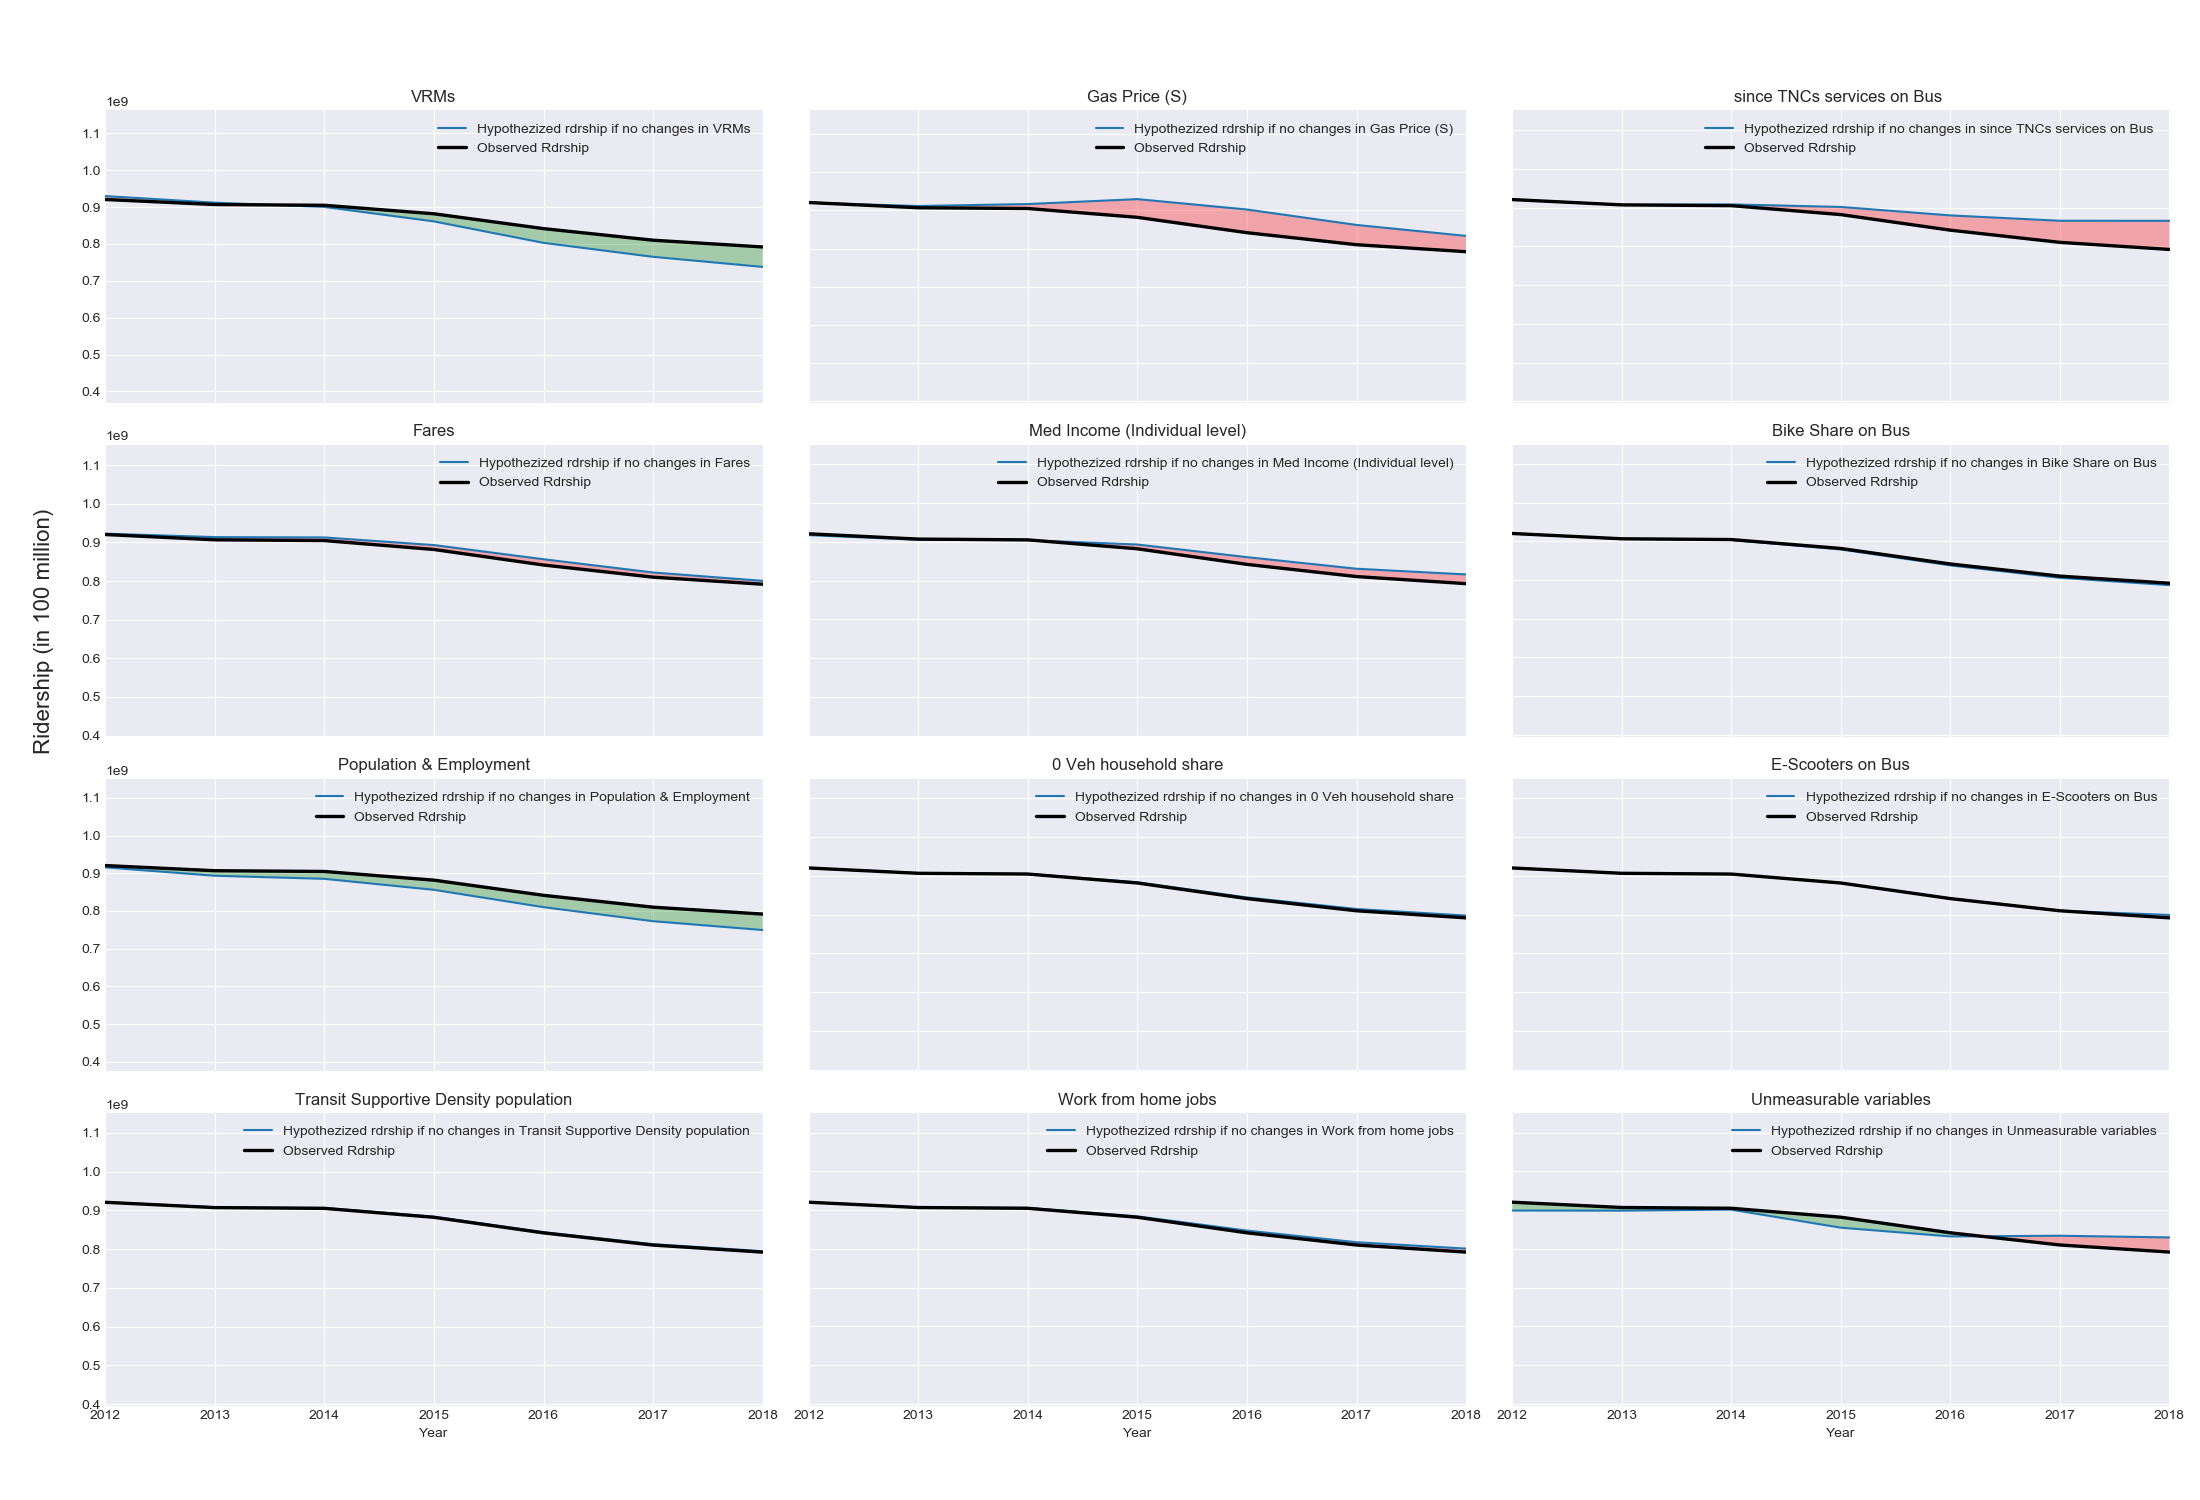 Ridership (in 100 million)
VRMs
1e9
Hypothezized rdrship if no changes in VRMs
Observed Rdrship
1.1
1.0
0.9
0.8
0.7
0.6
0.5
0.4
Gas Price (S)
Hypothezized rdrship if no changes in Gas Price (S)
Observed Rdrship
since TNCs services on Bus
Hypothezized rdrship if no changes in since TNCs services on Bus
Observed Rdrship
Fares
1e9
Hypothezized rdrship if no changes in Fares
Observed Rdrship
1.1
1.0
0.9
0.8
0.7
0.6
0.5
0.4
Med Income (Individual level)
Hypothezized rdrship if no changes in Med Income (Individual level)
Observed Rdrship
Bike Share on Bus
Hypothezized rdrship if no changes in Bike Share on Bus
Observed Rdrship
Population & Employment
1e9
Hypothezized rdrship if no changes in Population & Employment
Observed Rdrship
1.1
1.0
0.9
0.8
0.7
0.6
0.5
0.4
0 Veh household share
Hypothezized rdrship if no changes in 0 Veh household share
Observed Rdrship
E-Scooters on Bus
Hypothezized rdrship if no changes in E-Scooters on Bus
Observed Rdrship
Transit Supportive Density population
1e9
Hypothezized rdrship if no changes in Transit Supportive Density population
Observed Rdrship
1.1
1.0
0.9
0.8
0.7
0.6
0.5
0.4
2012 2013 2014 2015 2016 2017 2018
Year
Work from home jobs
Hypothezized rdrship if no changes in Work from home jobs
Observed Rdrship
2012 2013 2014 2015 2016 2017 2018
Year
Unmeasurable variables
Hypothezized rdrship if no changes in Unmeasurable variables
Observed Rdrship
2012 2013 2014 2015 2016 2017 2018
Year